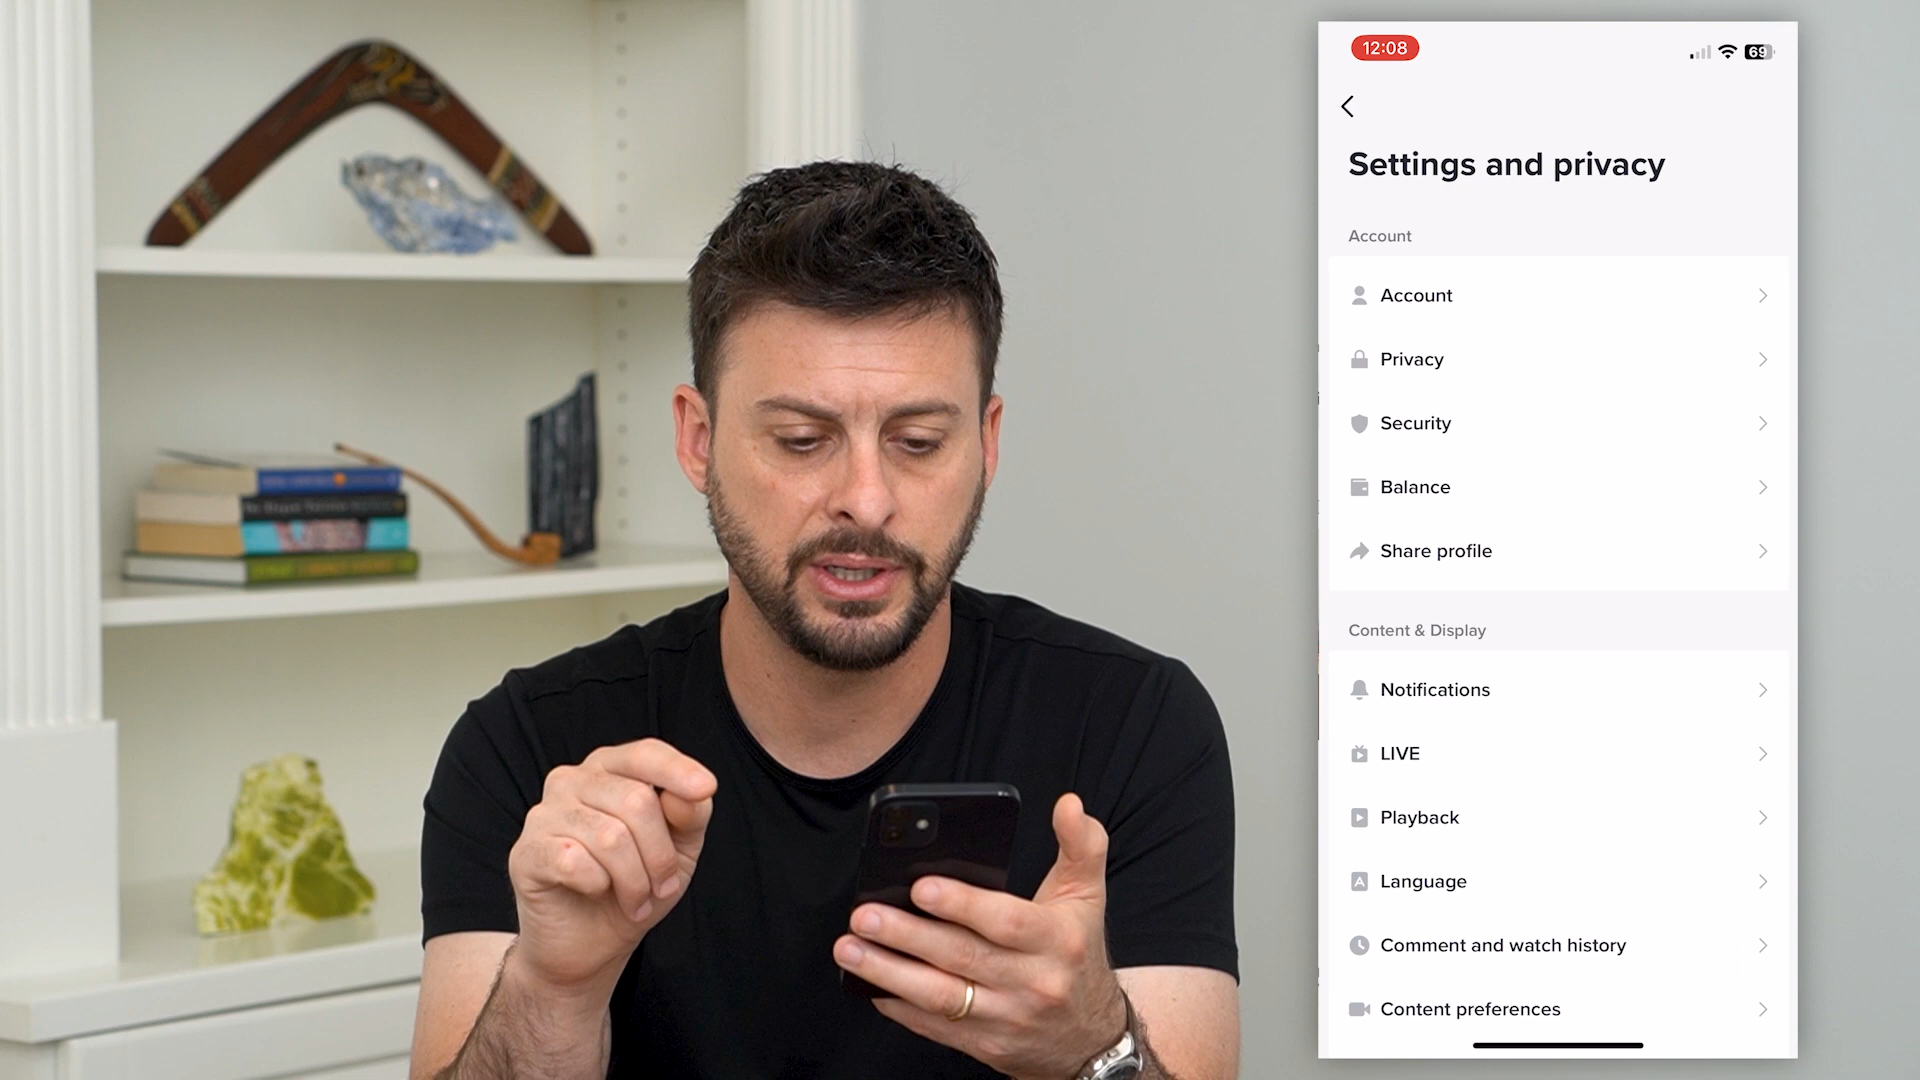 12:08
69
Settings and privacy
Account
Account
Privacy
Security
Balance
Share profile
Content & Display
Notifications
LIVE
Playback
Language
Comment and watch history
Content preferences